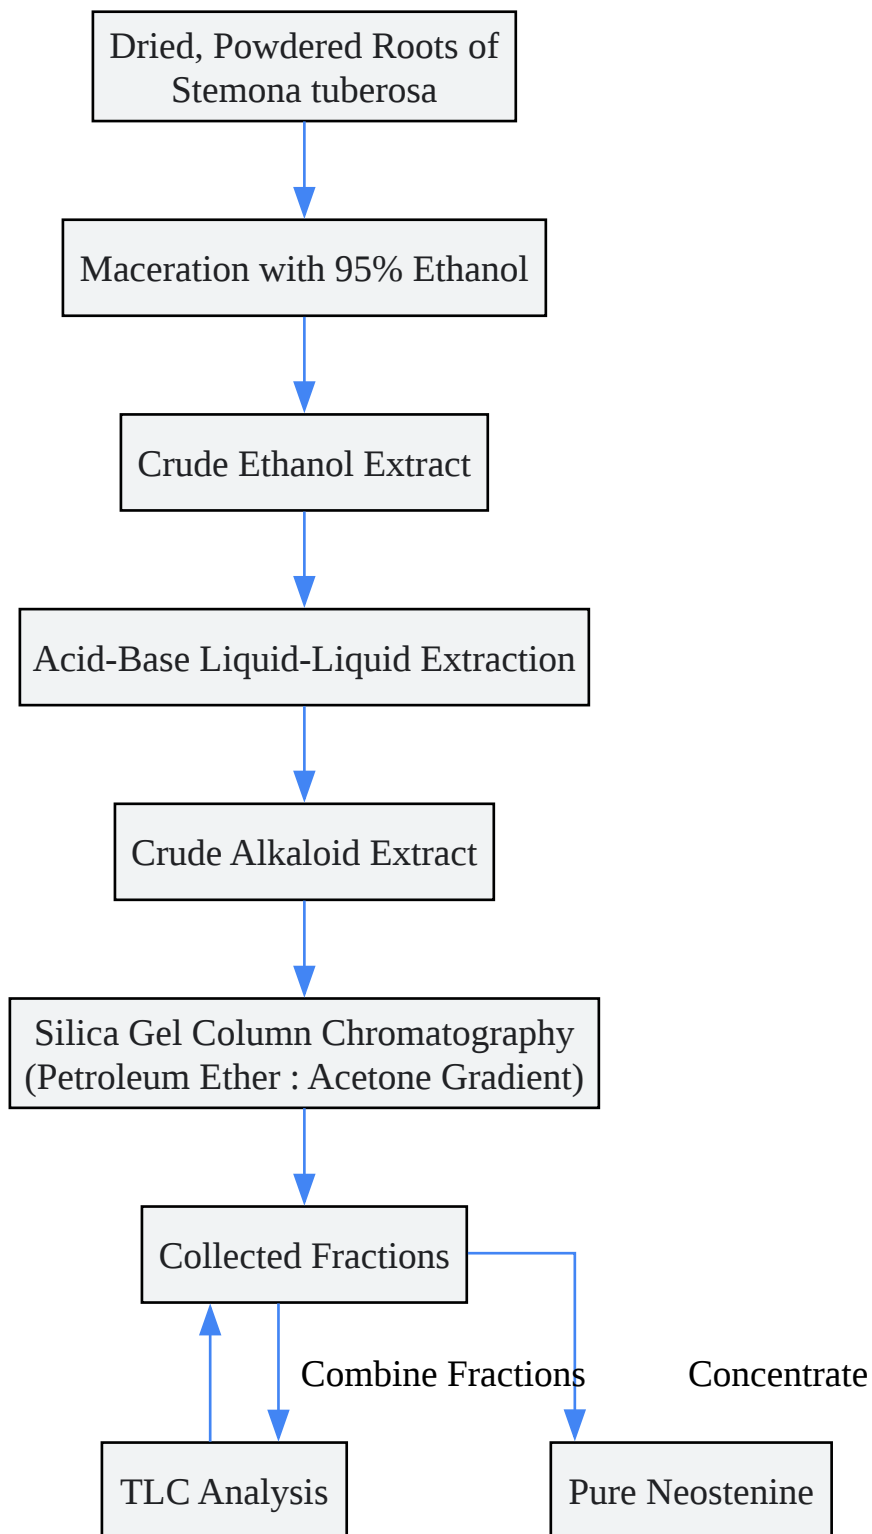 Dried, Powdered Roots of
Stemona tuberosa
Maceration with 95% Ethanol
Crude Ethanol Extract
Acid-Base Liquid-Liquid Extraction
Crude Alkaloid Extract
Silica Gel Column Chromatography
(Petroleum Ether : Acetone Gradient)
Collected Fractions
Combine Fractions
Concentrate
TLC Analysis
Pure Neostenine